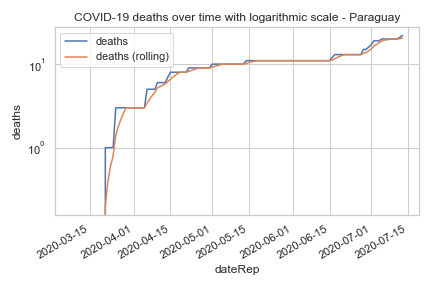 COVID-19 deaths over time with logarithmic scale - Paraguay
deaths
deaths (rolling)
10¹
10⁰
deaths
2020-03-15
2020-04-01
2020-04-15
2020-05-01
2020-05-15
2020-06-01
2020-06-15
2020-07-01
2020-07-15
dateRep